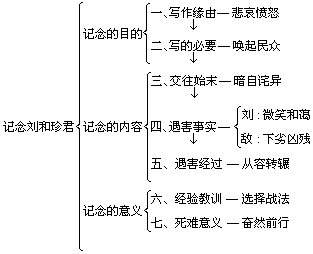 记念刘和珍君
记念的目的
一、写作缘由—悲哀愤怒
二、写的必要—唤起民众
记念的内容
三、交往始末—暗自诧异
四、遇害事实—
刘:微笑和蔼
敌:下劣凶残
五、遇害经过—从容转辗
记念的意义
六、经验教训—选择战法
七、死难意义—奋然前行